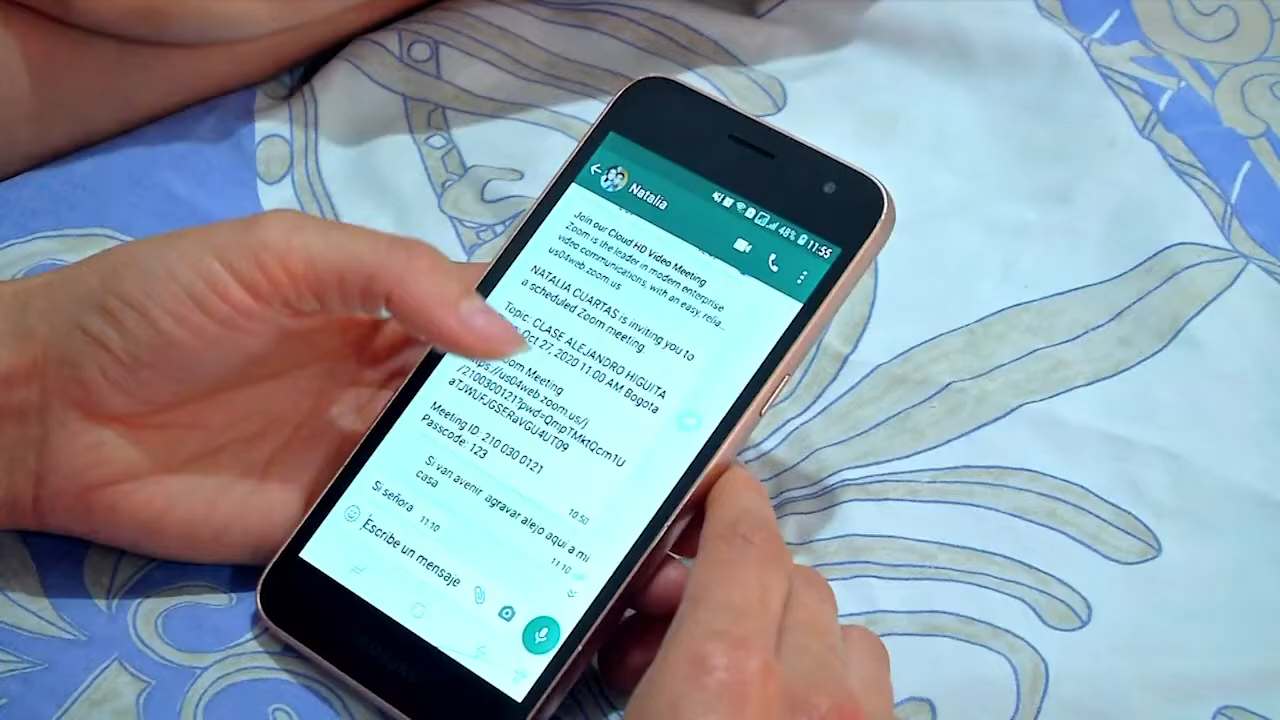 48% 11:55
Natalia
Join our Cloud HD Video Meeting
Zoom is the leader in modern enterprise
video communications, with an easy, relia...
us04web.zoom.us
NATALIA CUARTAS is inviting you to
a scheduled Zoom meeting.
Topic: CLASE ALEJANDRO HIGUITA
Oct 27, 2020 11:00 AM Bogota
Zoom Meeting
https://us04web.zoom.us/j
/2100300121?pwd=QmpTMktQcm1U
aTJWUFJGSERaVGU4UT09
Meeting ID: 210 030 0121
Passcode: 123
10:50
Si van avenir agravar alejo aqui a mi
casa
11:10
Si señora 11:10
Escribe un mensaje